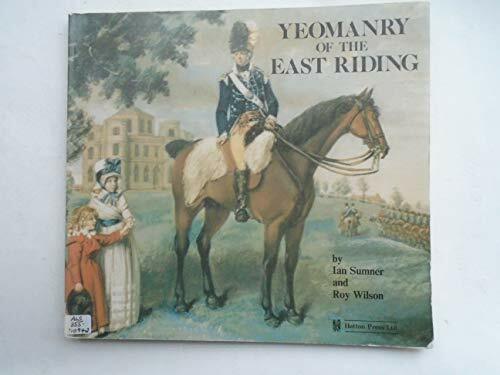 YEOMANRY
OF THE
EAST RIDING
by
Ian Sumner
and
Roy Wilson
Hutton Press Ltd